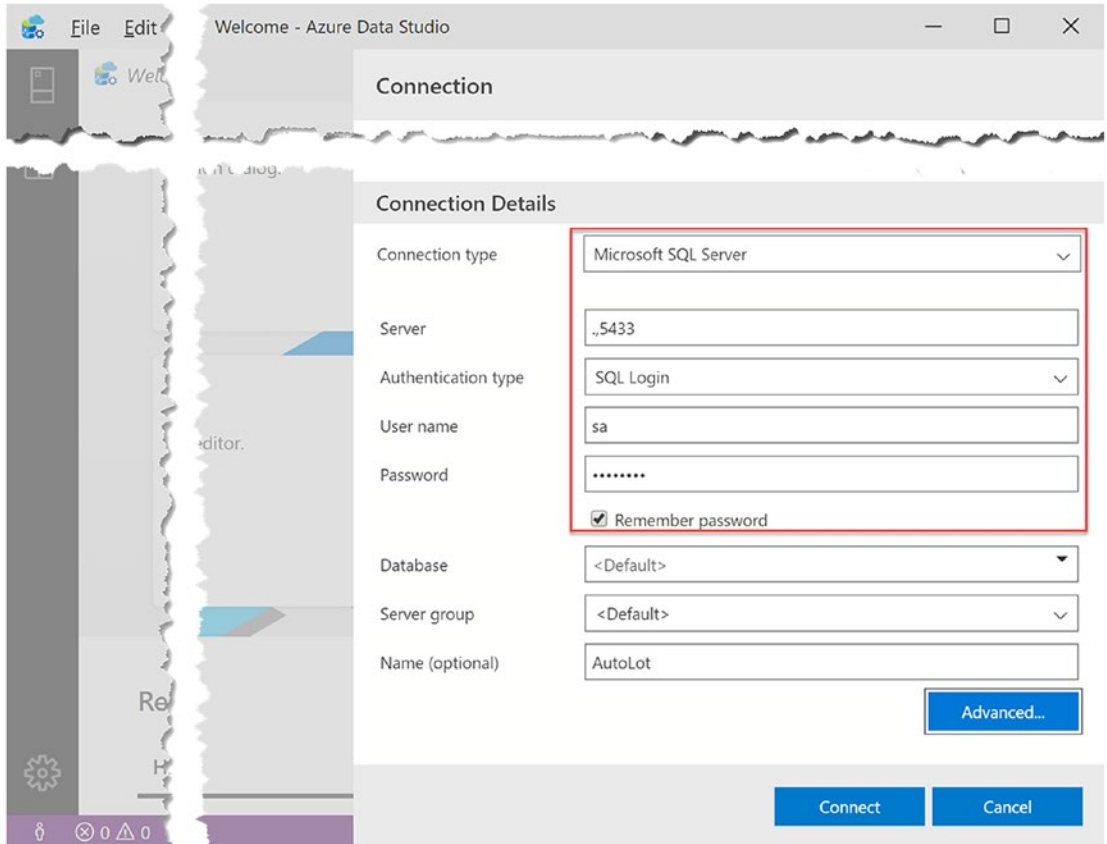 File Edit Welcome - Azure Data Studio
Connection
dialog.
Connection Details
Connection type Microsoft SQL Server
Server .,5433
Authentication type SQL Login
editor.
User name sa
Password ••••••••
Remember password
Database <Default>
Server group <Default>
Name (optional) AutoLot
Re
Advanced...
H
Connect Cancel
0 0